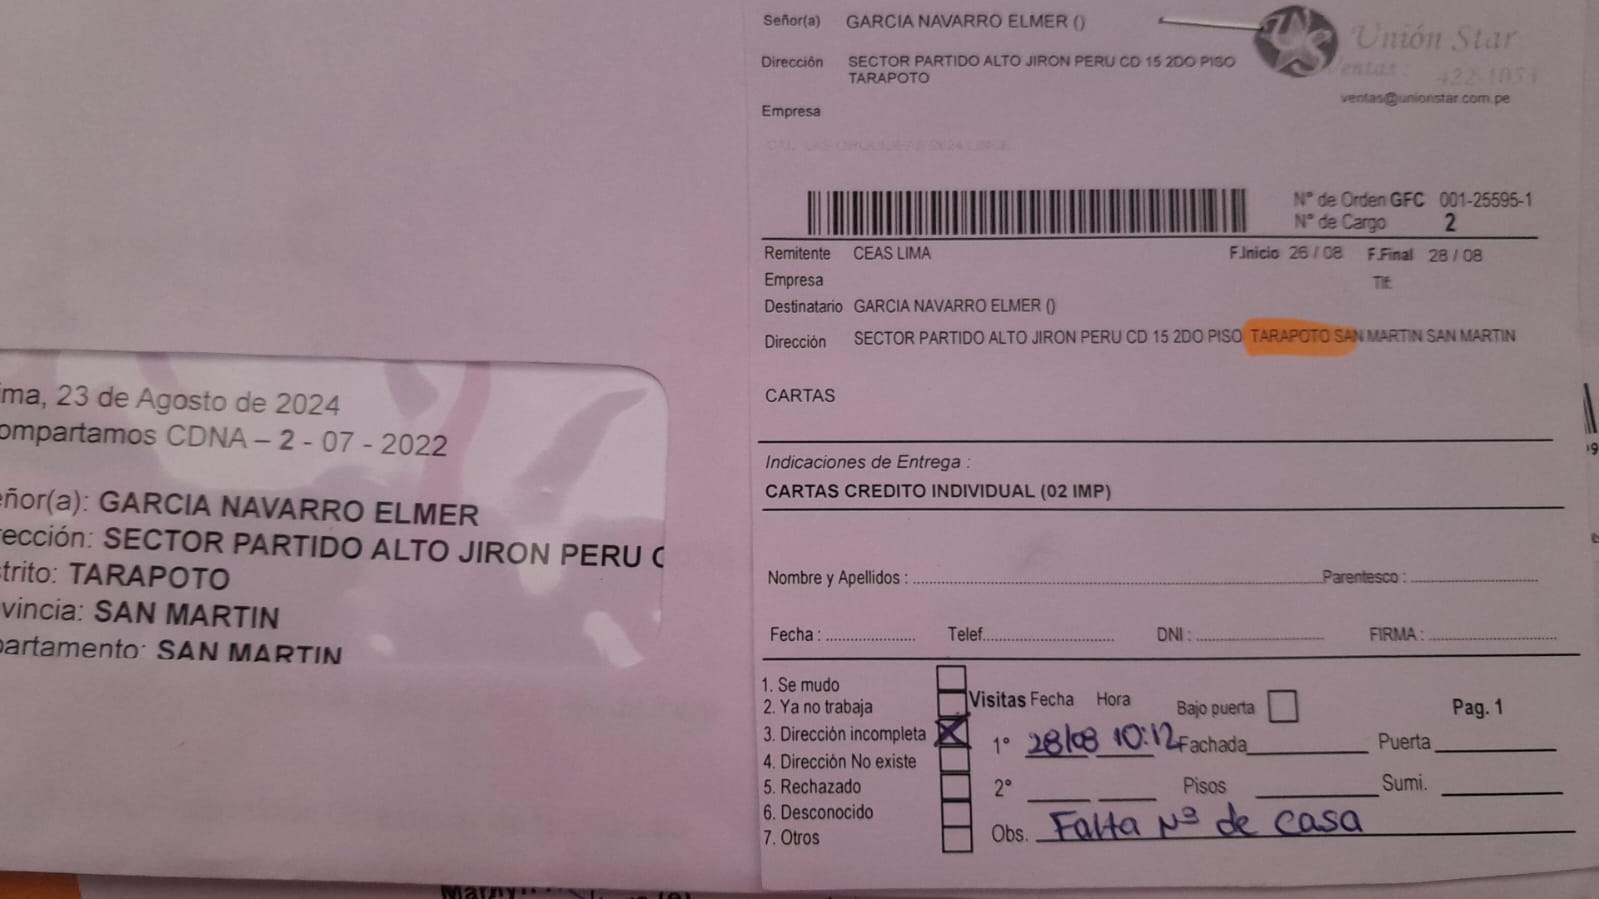 Señor(a) GARCIA NAVARRO ELMER ()
Dirección SECTOR PARTIDO ALTO JIRON PERU CD 15 2DO PISO
TARAPOTO
Empresa
Unión Star
Ventas: 422-1053
ventas@unionstar.com.pe
N° de Orden GFC 001-25595-1
N° de Cargo 2
Remitente CEAS LIMA F.Inicio 26 / 08 F.Final 28 / 08
Empresa Tlf:
Destinatario GARCIA NAVARRO ELMER ()
Dirección SECTOR PARTIDO ALTO JIRON PERU CD 15 2DO PISO TARAPOTO SAN MARTIN SAN MARTIN
CARTAS
Indicaciones de Entrega :
CARTAS CREDITO INDIVIDUAL (02 IMP)
Nombre y Apellidos : Parentesco :
Fecha : Telef. DNI : FIRMA :
1. Se mudo
2. Ya no trabaja
3. Dirección incompleta
4. Dirección No existe
5. Rechazado
6. Desconocido
7. Otros
Visitas Fecha Hora Bajo puerta Pag. 1
1° 28/08 10:12 Fachada Puerta
2° Pisos Sumi.
Obs. Falta N° de casa
ima, 23 de Agosto de 2024
ompartamos CDNA – 2 - 07 - 2022
eñor(a): GARCIA NAVARRO ELMER
rección: SECTOR PARTIDO ALTO JIRON PERU C
strito: TARAPOTO
vincia: SAN MARTIN
partamento: SAN MARTIN